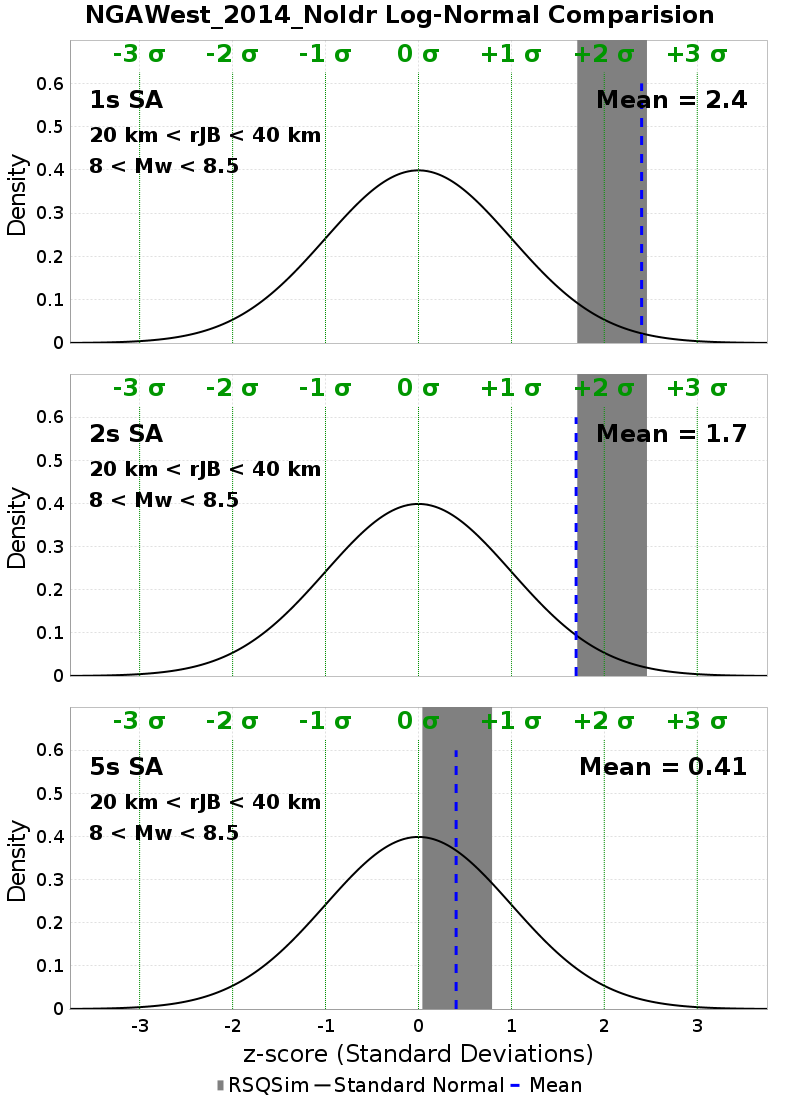 NGAWest_2014_NoIdr Log-Normal Comparision
-3 σ -2 σ -1 σ 0 σ +1 σ +2 σ +3 σ
1s SA
Mean = 2.4
20 km < rJB < 40 km
8 < Mw < 8.5
Density
0.6
0.5
0.4
0.3
0.2
0.1
0
-3 σ -2 σ -1 σ 0 σ +1 σ +2 σ +3 σ
2s SA
Mean = 1.7
20 km < rJB < 40 km
8 < Mw < 8.5
Density
0.6
0.5
0.4
0.3
0.2
0.1
0
-3 σ -2 σ -1 σ 0 σ +1 σ +2 σ +3 σ
5s SA
Mean = 0.41
20 km < rJB < 40 km
8 < Mw < 8.5
Density
0.6
0.5
0.4
0.3
0.2
0.1
0
-3 -2 -1 0 1 2 3
z-score (Standard Deviations)
RSQSim Standard Normal Mean